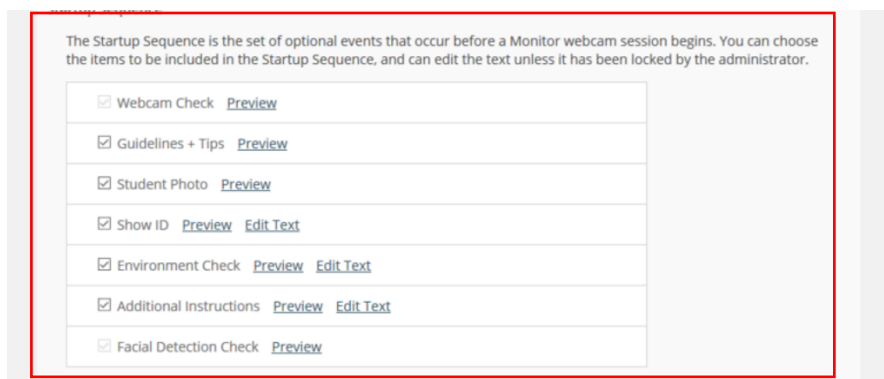 The Startup Sequence is the set of optional events that occur before a Monitor webcam session begins. You can choose
the items to be included in the Startup Sequence, and can edit the text unless it has been locked by the administrator.
Webcam Check Preview
Guidelines + Tips Preview
Student Photo Preview
Show ID Preview Edit Text
Environment Check Preview Edit Text
Additional Instructions Preview Edit Text
Facial Detection Check Preview